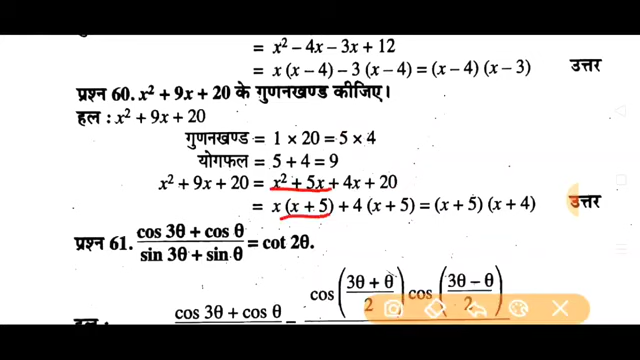 = x² − 4x − 3x + 12
= x (x − 4) − 3 (x − 4) = (x − 4) (x − 3) उत्तर
प्रश्न 60. x² + 9x + 20 के गुणनखण्ड कीजिए।
हल : x² + 9x + 20
गुणनखण्ड = 1 × 20 = 5 × 4
योगफल = 5 + 4 = 9
x² + 9x + 20 = x² + 5x + 4x + 20
= x (x + 5) + 4 (x + 5) = (x + 5) (x + 4) उत्तर
प्रश्न 61. (cos 3θ + cos θ)/(sin 3θ + sin θ) = cot 2θ.
हल : cos 3θ + cos θ = cos ((3θ + θ)/2) cos ((3θ − θ)/2)